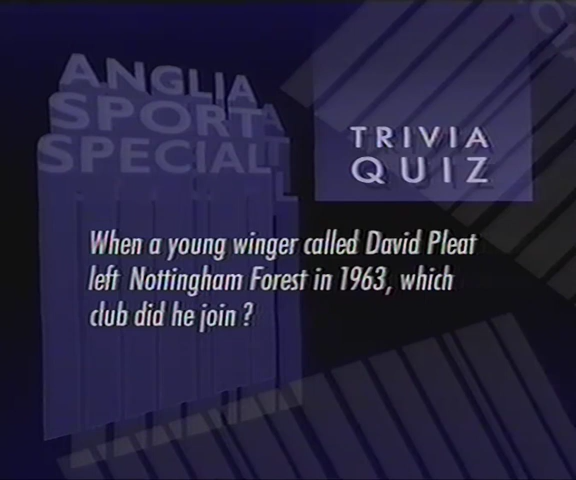 ANGLIA
SPORT
SPECIAL
TRIVIA
QUIZ
When a young winger called David Pleat
left Nottingham Forest in 1963, which
club did he join ?